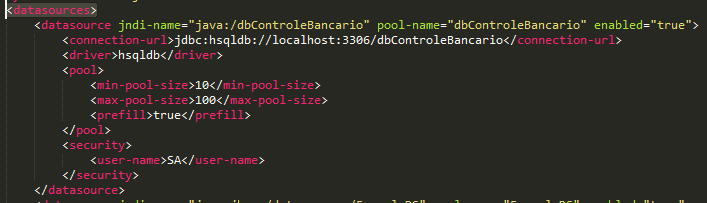 <datasources>
<datasource jndi-name="java:/dbControleBancario" pool-name="dbControleBancario" enabled="true">
<connection-url>jdbc:hsqldb://localhost:3306/dbControleBancario</connection-url>
<driver>hsqldb</driver>
<pool>
<min-pool-size>10</min-pool-size>
<max-pool-size>100</max-pool-size>
<prefill>true</prefill>
</pool>
<security>
<user-name>SA</user-name>
</security>
</datasource>